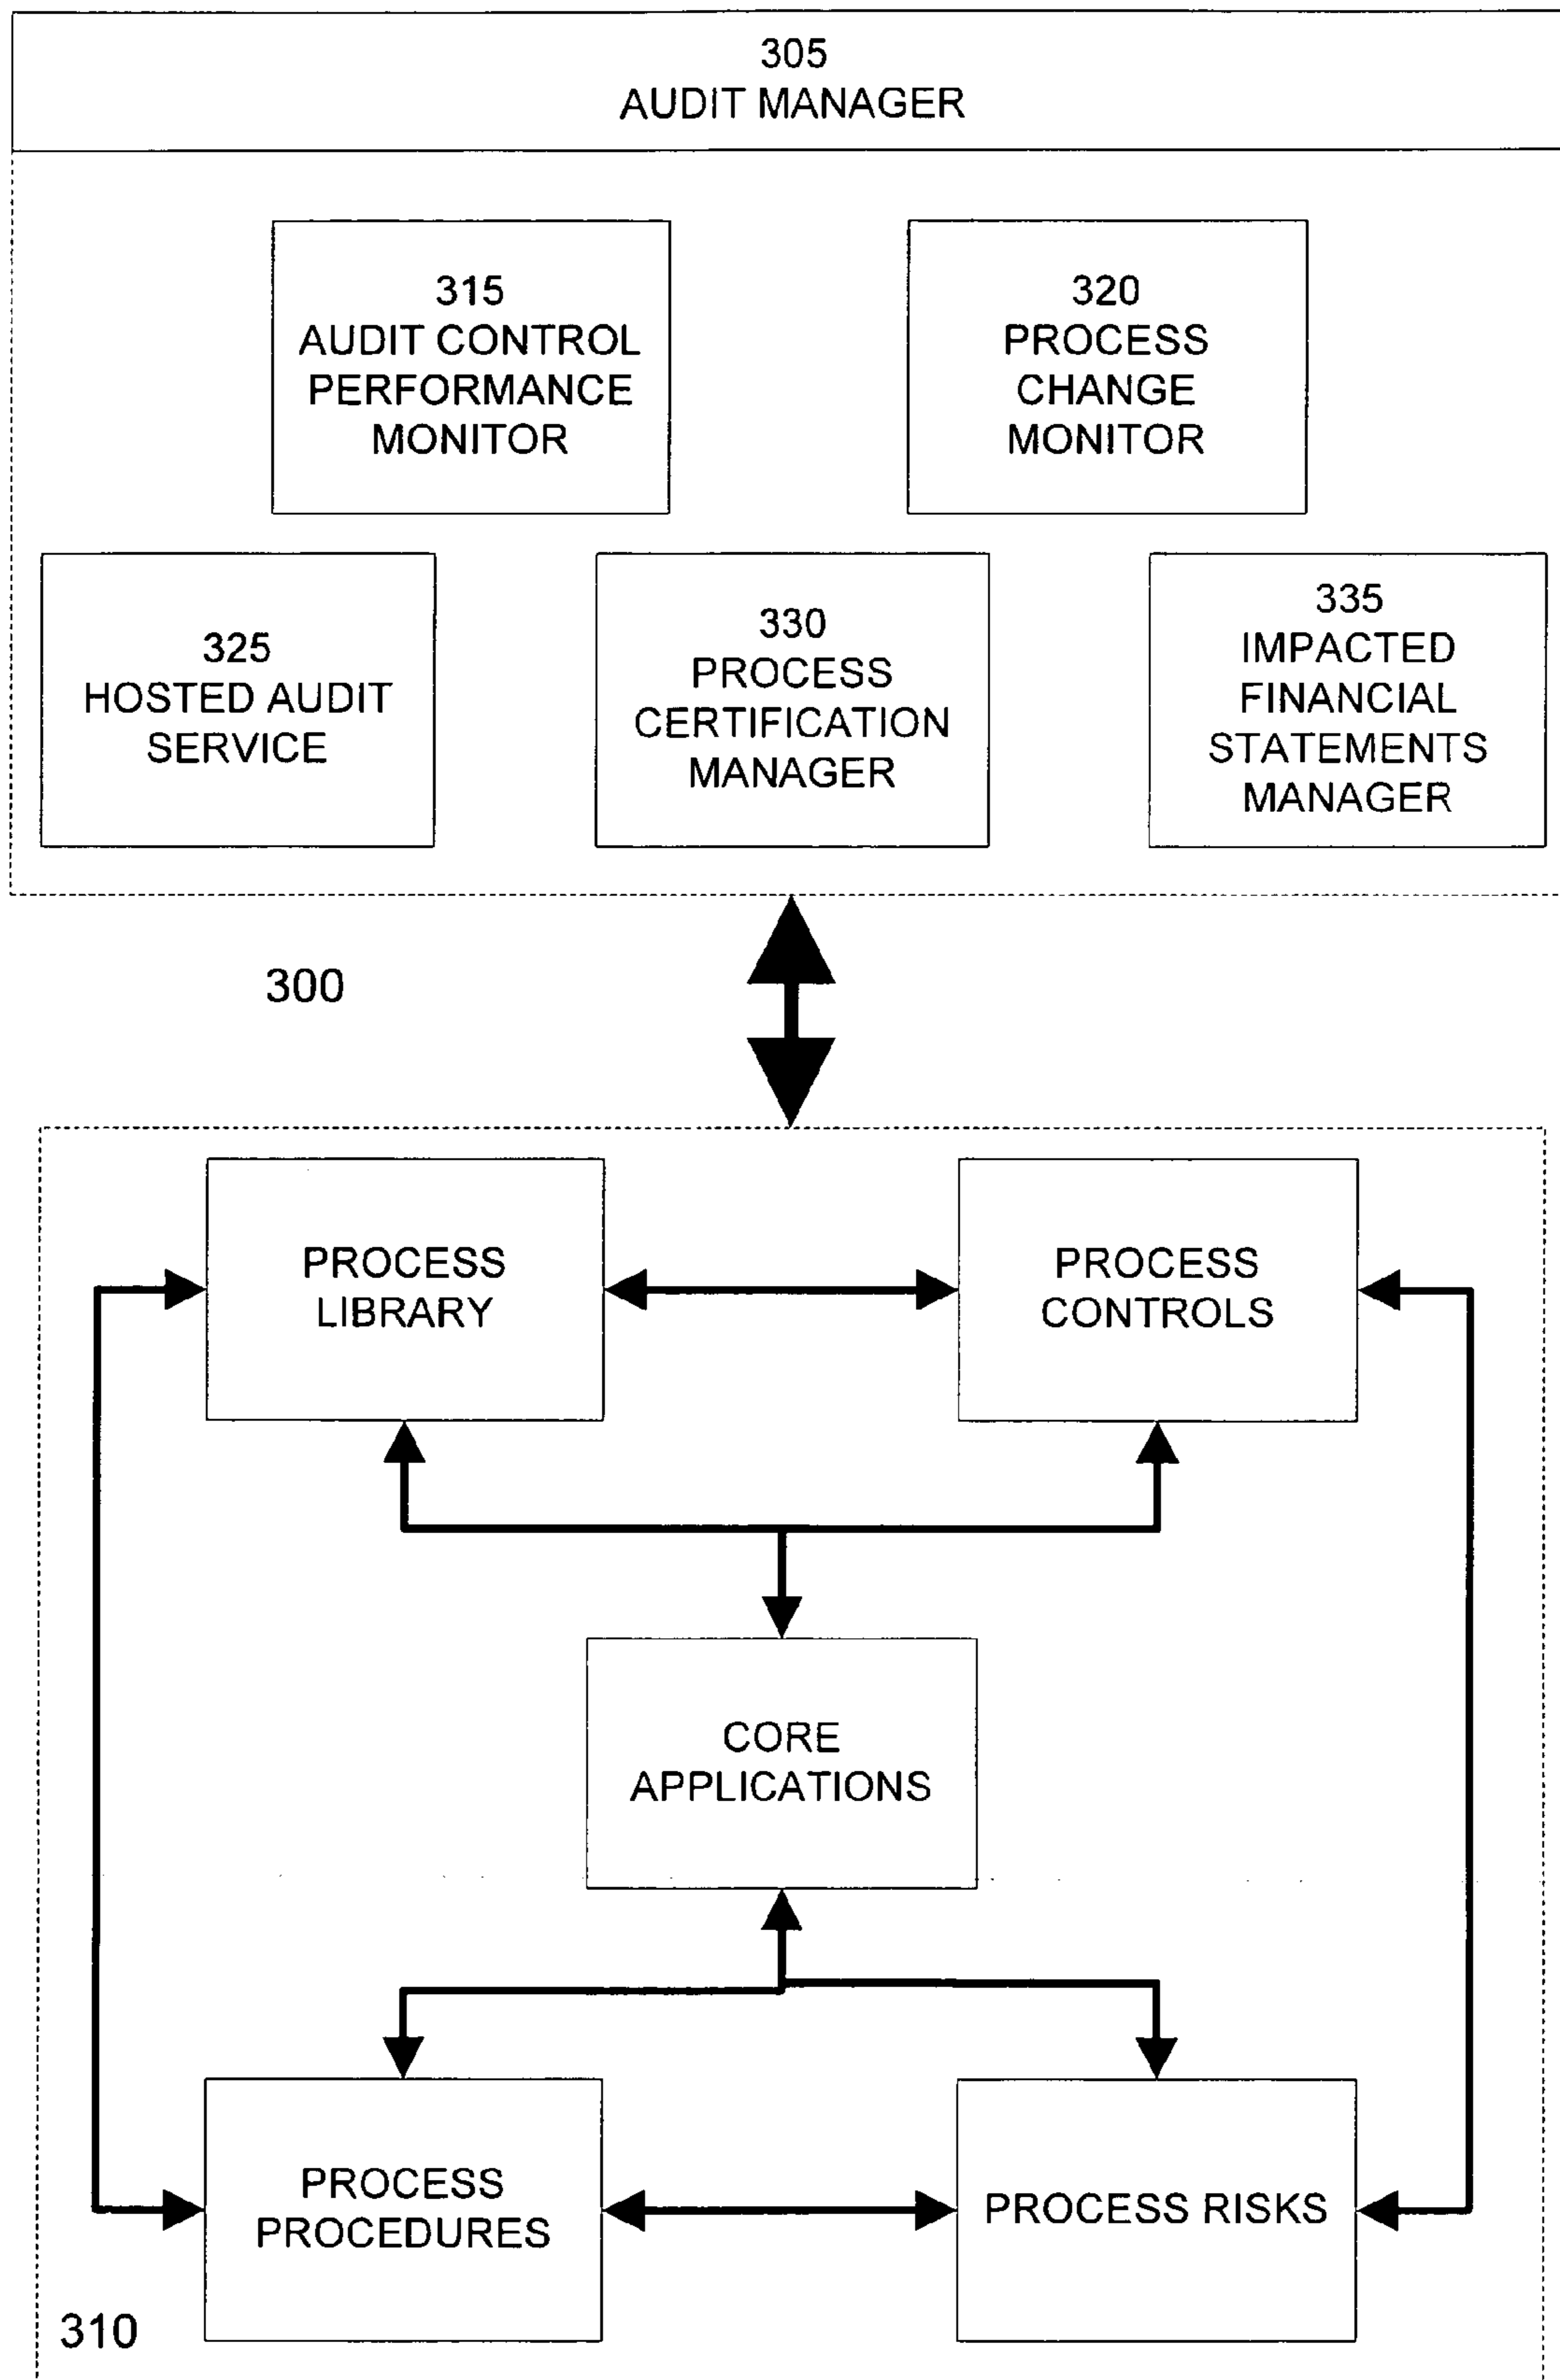 305
AUDIT MANAGER
315
AUDIT CONTROL
PERFORMANCE
MONITOR
320
PROCESS
CHANGE
MONITOR
325
HOSTED AUDIT
SERVICE
330
PROCESS
CERTIFICATION
MANAGER
335
IMPACTED
FINANCIAL
STATEMENTS
MANAGER
300
PROCESS
LIBRARY
PROCESS
CONTROLS
CORE
APPLICATIONS
PROCESS
PROCEDURES
PROCESS RISKS
310